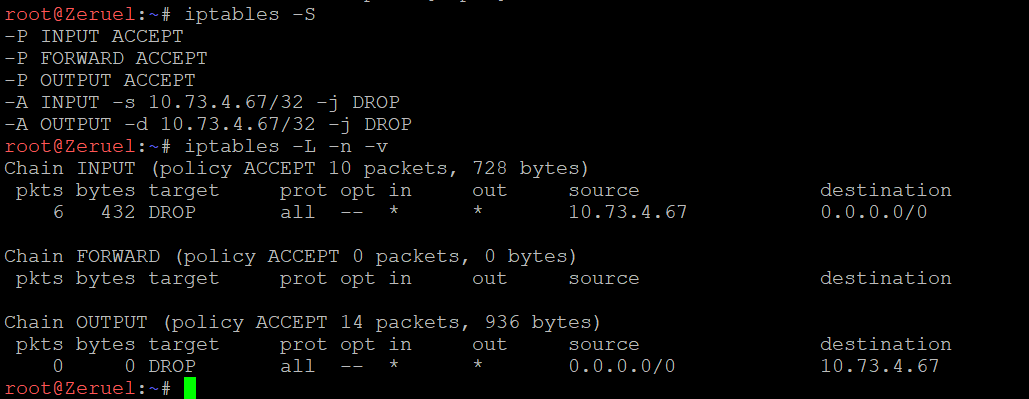 root@Zeruel:~# iptables -S
-P INPUT ACCEPT
-P FORWARD ACCEPT
-P OUTPUT ACCEPT
-A INPUT -s 10.73.4.67/32 -j DROP
-A OUTPUT -d 10.73.4.67/32 -j DROP
root@Zeruel:~# iptables -L -n -v
Chain INPUT (policy ACCEPT 10 packets, 728 bytes)
 pkts bytes target     prot opt in     out     source               destination
    6   432 DROP       all  --  *      *       10.73.4.67           0.0.0.0/0

Chain FORWARD (policy ACCEPT 0 packets, 0 bytes)
 pkts bytes target     prot opt in     out     source               destination

Chain OUTPUT (policy ACCEPT 14 packets, 936 bytes)
 pkts bytes target     prot opt in     out     source               destination
    0     0 DROP       all  --  *      *       0.0.0.0/0            10.73.4.67
root@Zeruel:~#